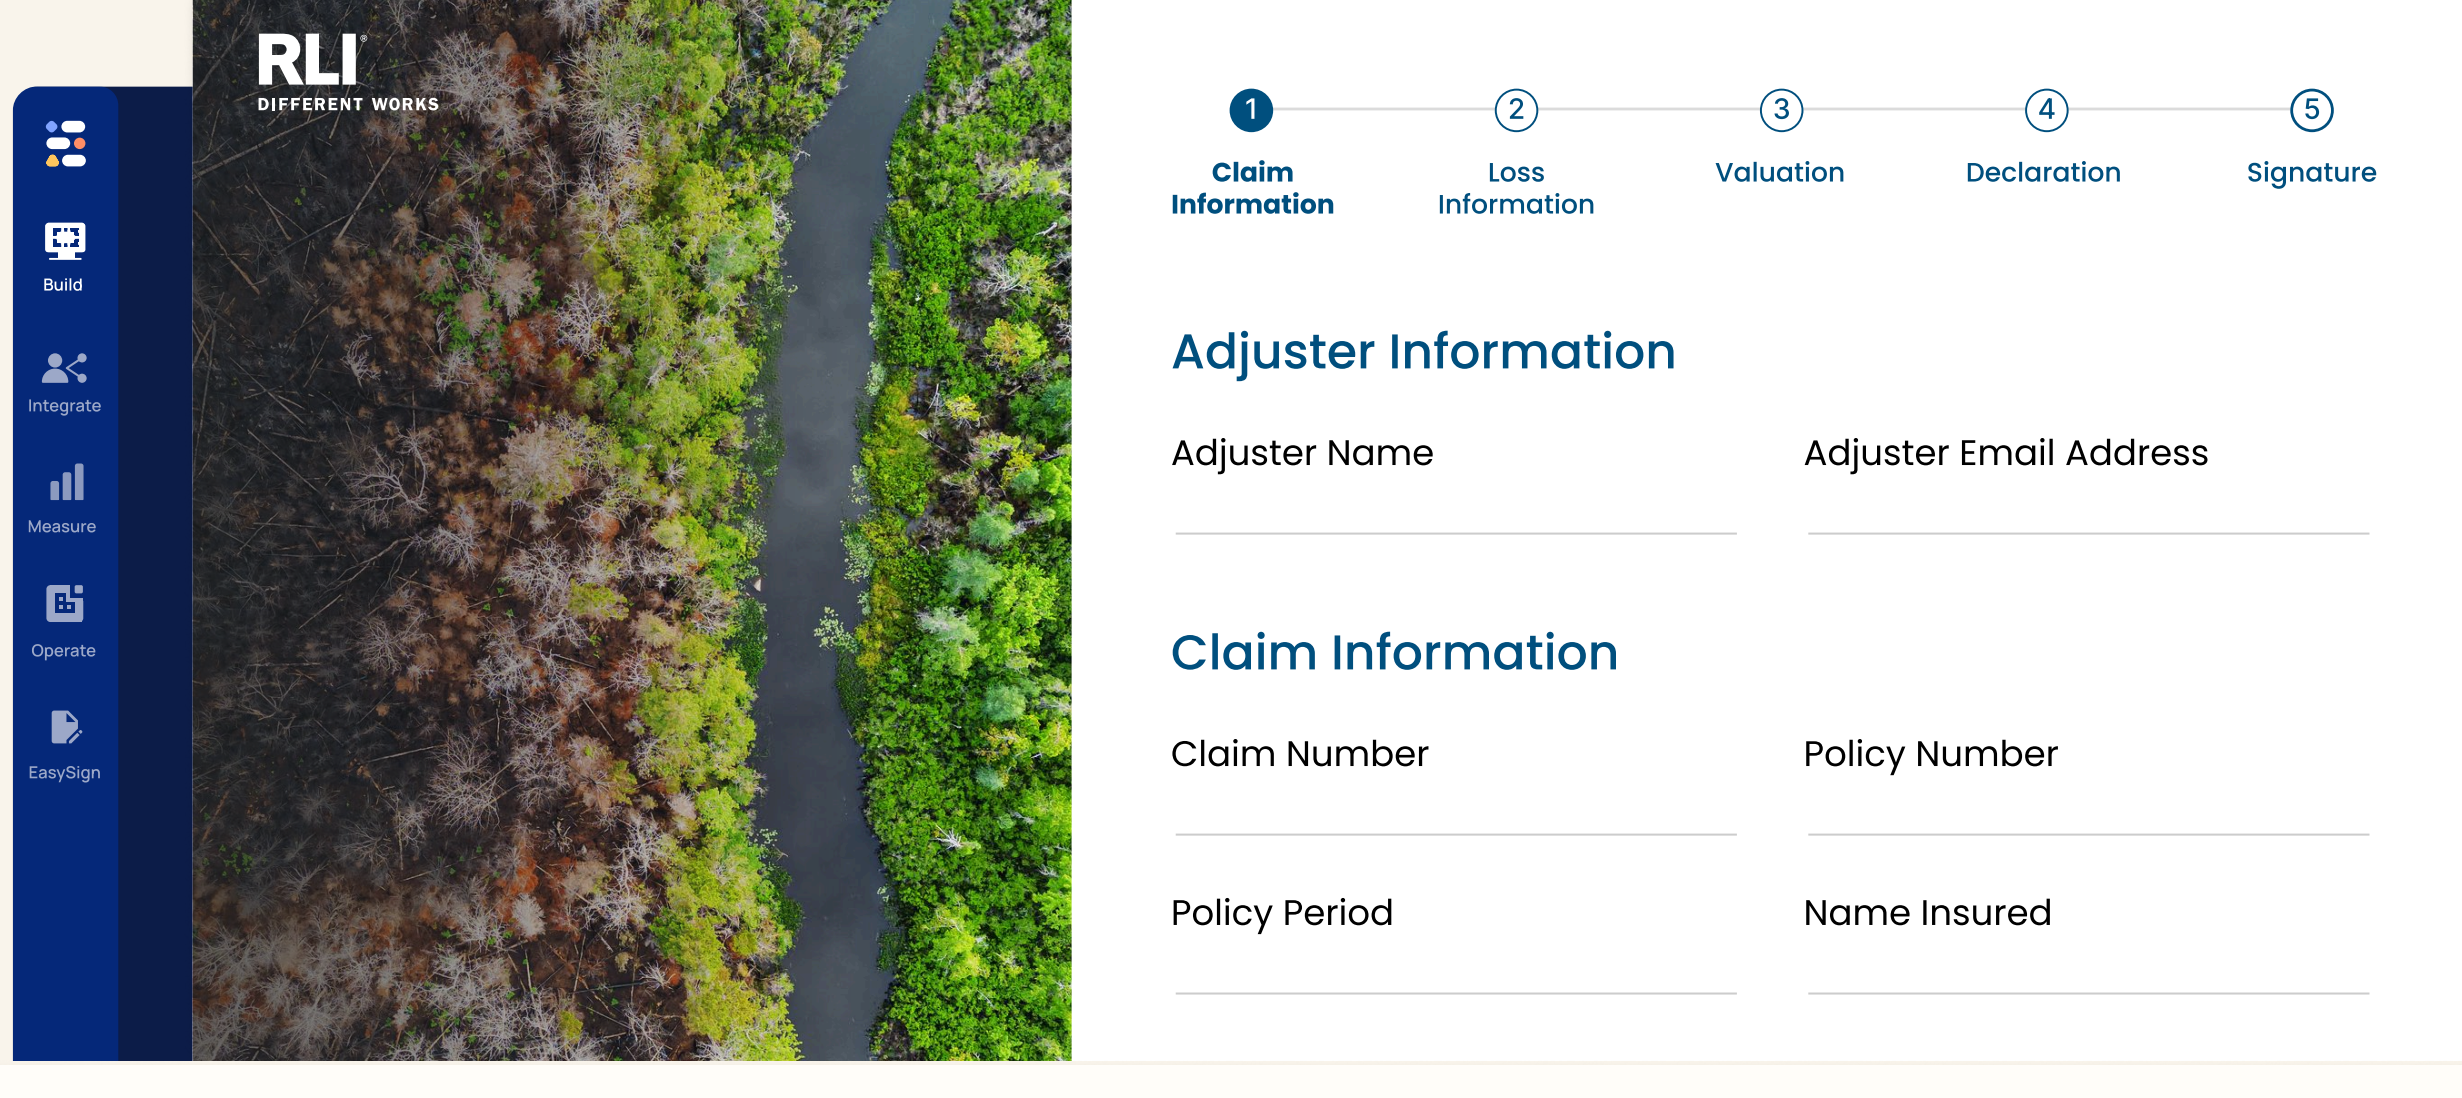 RLI®
DIFFERENT WORKS
Build
Integrate
Measure
Operate
EasySign
1
2
3
4
5
Claim
Information
Loss
Information
Valuation
Declaration
Signature
Adjuster Information
Adjuster Name
Adjuster Email Address
Claim Information
Claim Number
Policy Number
Policy Period
Name Insured